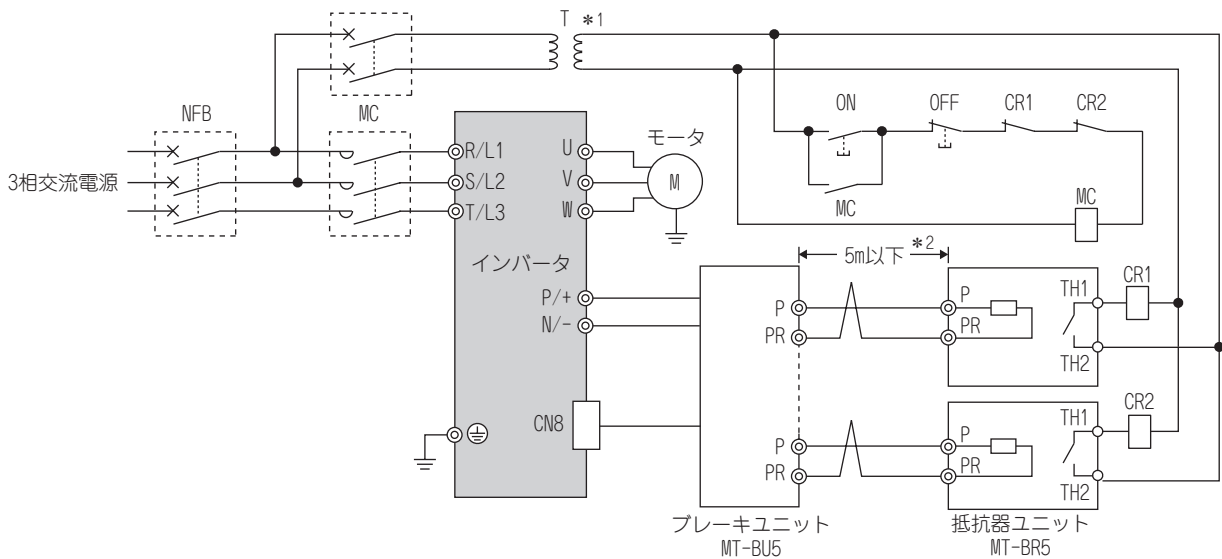 T *1
ON
OFF
CR1
CR2
NFB
MC
MC
MC
3相交流電源
R/L1
S/L2
T/L3
U
V
W
モータ
M
インバータ
P/+
N/-
CN8
5m以下 *2
P
PR
P
PR
TH1
TH2
CR1
P
PR
P
PR
TH1
TH2
CR2
ブレーキユニット
MT-BU5
抵抗器ユニット
MT-BR5